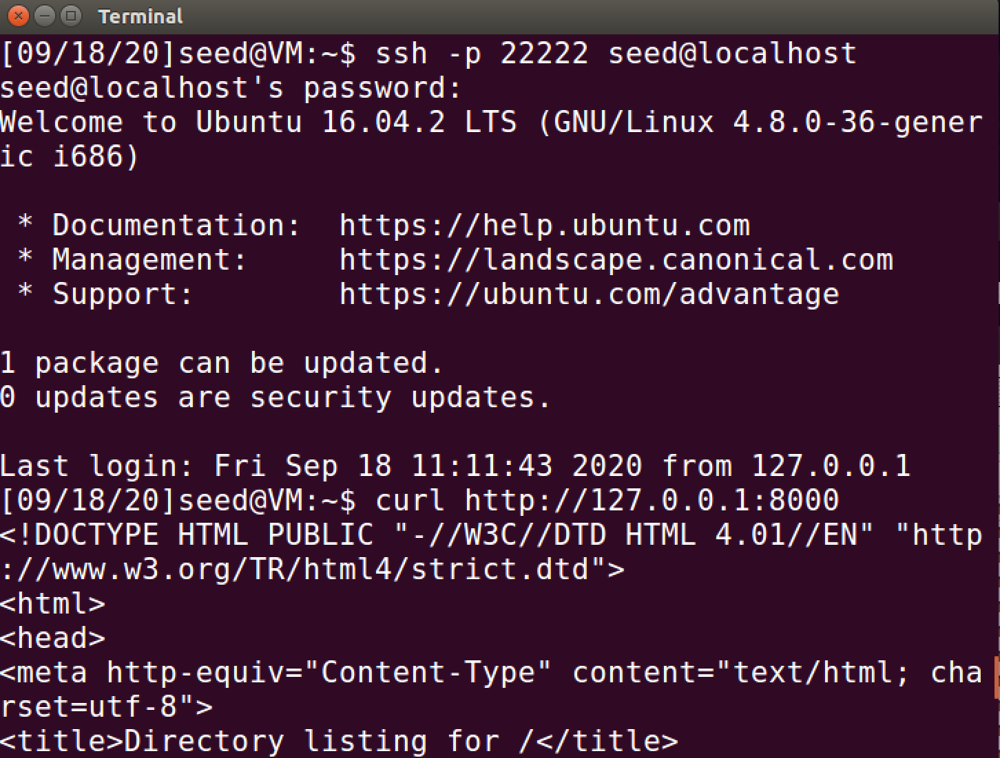 Terminal
[09/18/20]seed@VM:~$ ssh -p 22222 seed@localhost
seed@localhost's password:
Welcome to Ubuntu 16.04.2 LTS (GNU/Linux 4.8.0-36-gener
ic i686)
 * Documentation:  https://help.ubuntu.com
 * Management:     https://landscape.canonical.com
 * Support:        https://ubuntu.com/advantage
1 package can be updated.
0 updates are security updates.
Last login: Fri Sep 18 11:11:43 2020 from 127.0.0.1
[09/18/20]seed@VM:~$ curl http://127.0.0.1:8000
<!DOCTYPE HTML PUBLIC "-//W3C//DTD HTML 4.01//EN" "http
://www.w3.org/TR/html4/strict.dtd">
<html>
<head>
<meta http-equiv="Content-Type" content="text/html; cha
rset=utf-8">
<title>Directory listing for /</title>